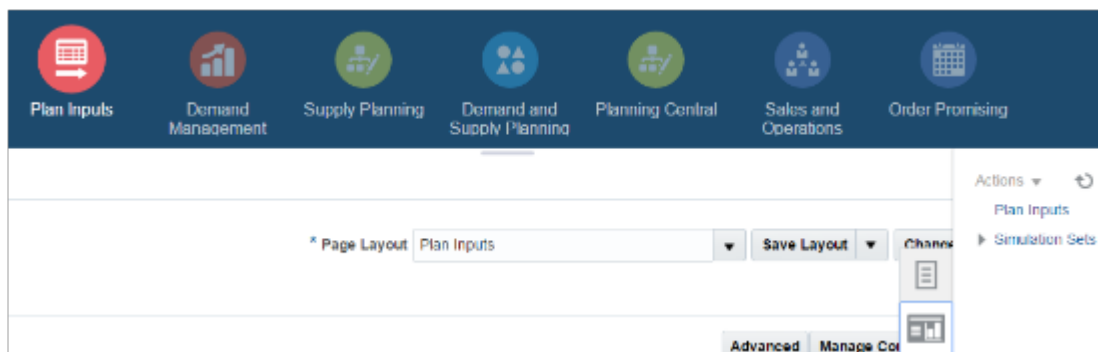 Plan Inputs
Demand
Management
Supply Planning
Demand and
Supply Planning
Planning Central
Sales and
Operations
Order Promising
Actions
Plan Inputs
Simulation Sets
* Page Layout Plan Inputs Save Layout
Advanced Manage